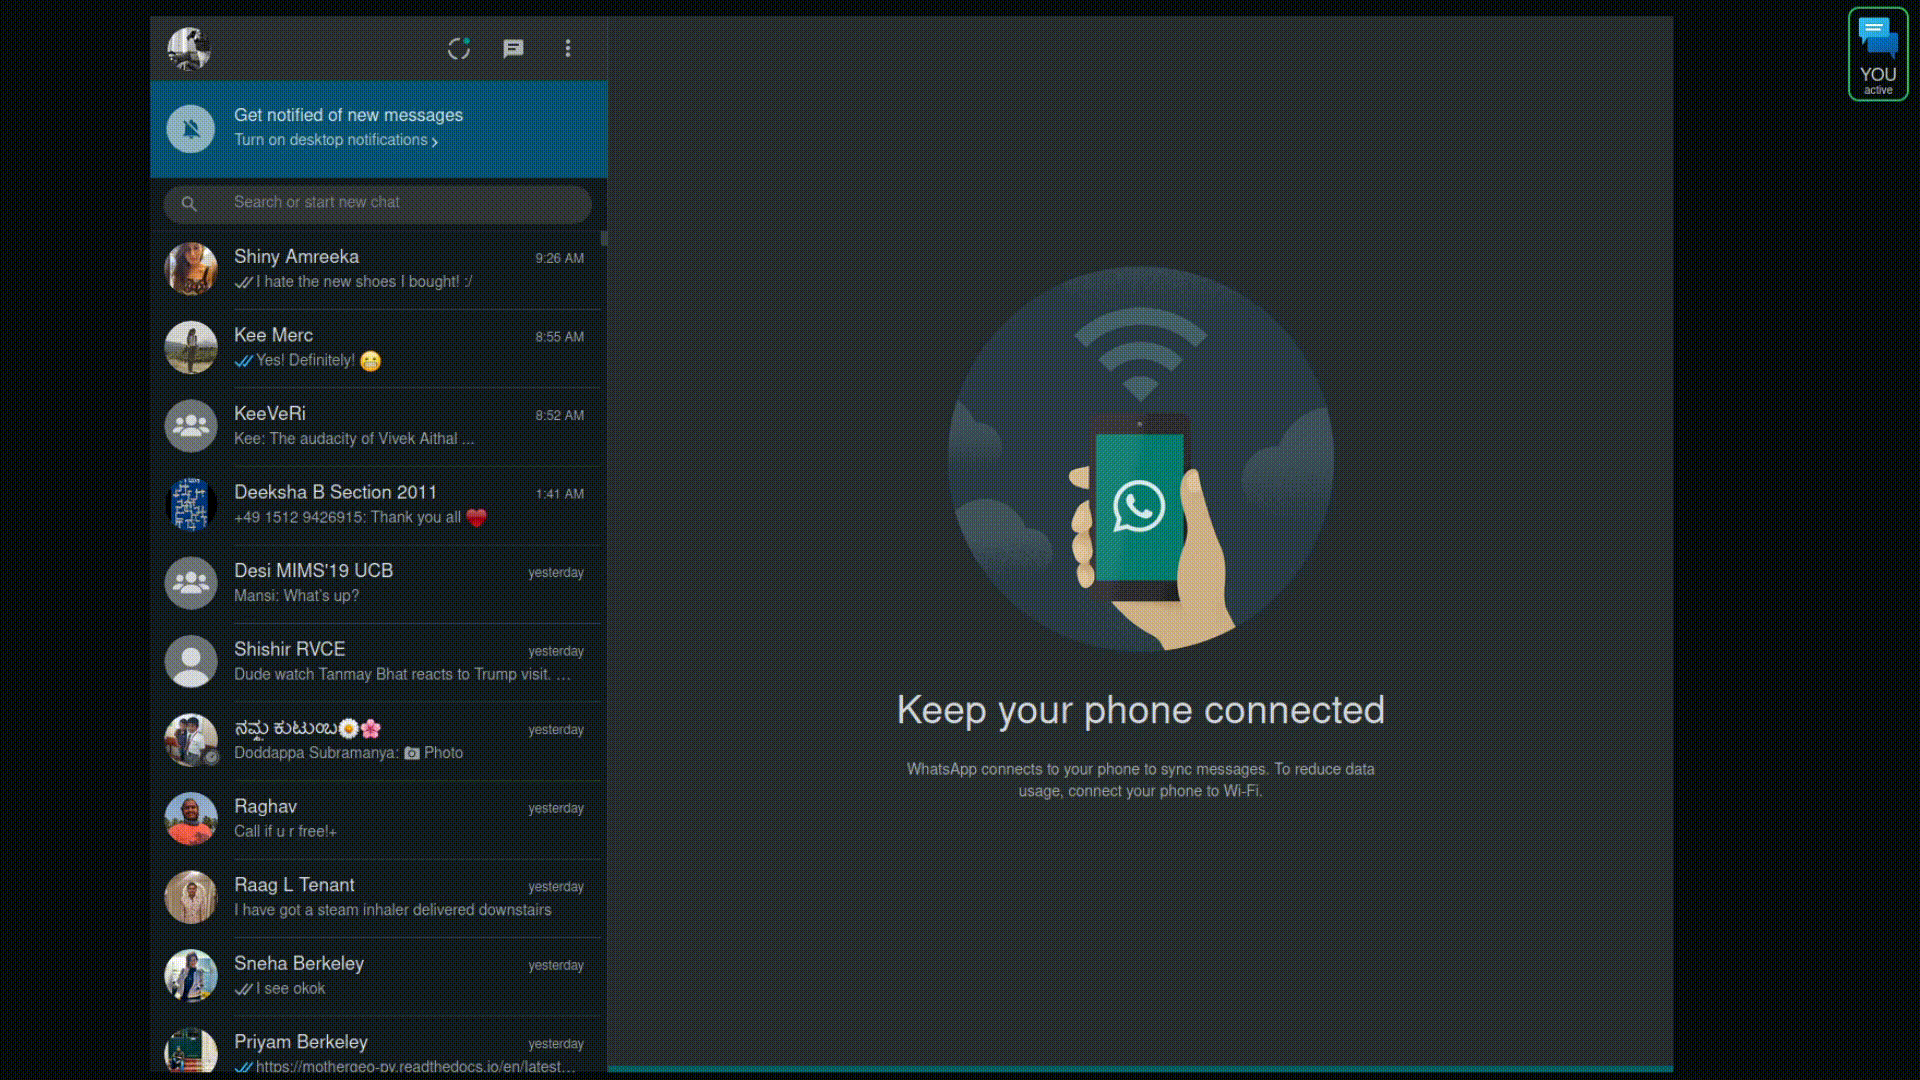 YOU
active
Get notified of new messages
Turn on desktop notifications ›
Search or start new chat
Shiny Amreeka 9:26 AM
I hate the new shoes I bought! :/
Kee Merc 8:55 AM
Yes! Definitely! 😁
KeeVeRi 8:52 AM
Kee: The audacity of Vivek Aithal ...
Deeksha B Section 2011 1:41 AM
+49 1512 9426915: Thank you all ❤️
Desi MIMS'19 UCB yesterday
Mansi: What's up?
Shishir RVCE yesterday
Dude watch Tanmay Bhat reacts to Trump visit. …
ನಮ್ಮ ಕುಟುಂಬ🌼🌸 yesterday
Doddappa Subramanya: 📷 Photo
Raghav yesterday
Call if u r free!+
Raag L Tenant yesterday
I have got a steam inhaler delivered downstairs
Sneha Berkeley yesterday
I see okok
Priyam Berkeley yesterday
https://mothergeo-py.readthedocs.io/en/latest…
Keep your phone connected
WhatsApp connects to your phone to sync messages. To reduce data
usage, connect your phone to Wi-Fi.